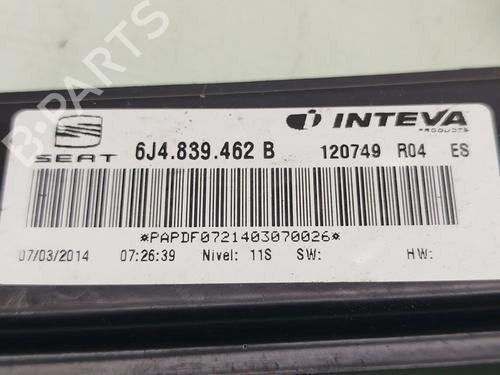 SEAT
6J4.839.462 B
INTEVA
PRODUCTS
120749 R04 ES
*PAPDF0721403070026*
07/03/2014 07:26:39 Nivel: 11S SW: HW:
B-PARTS